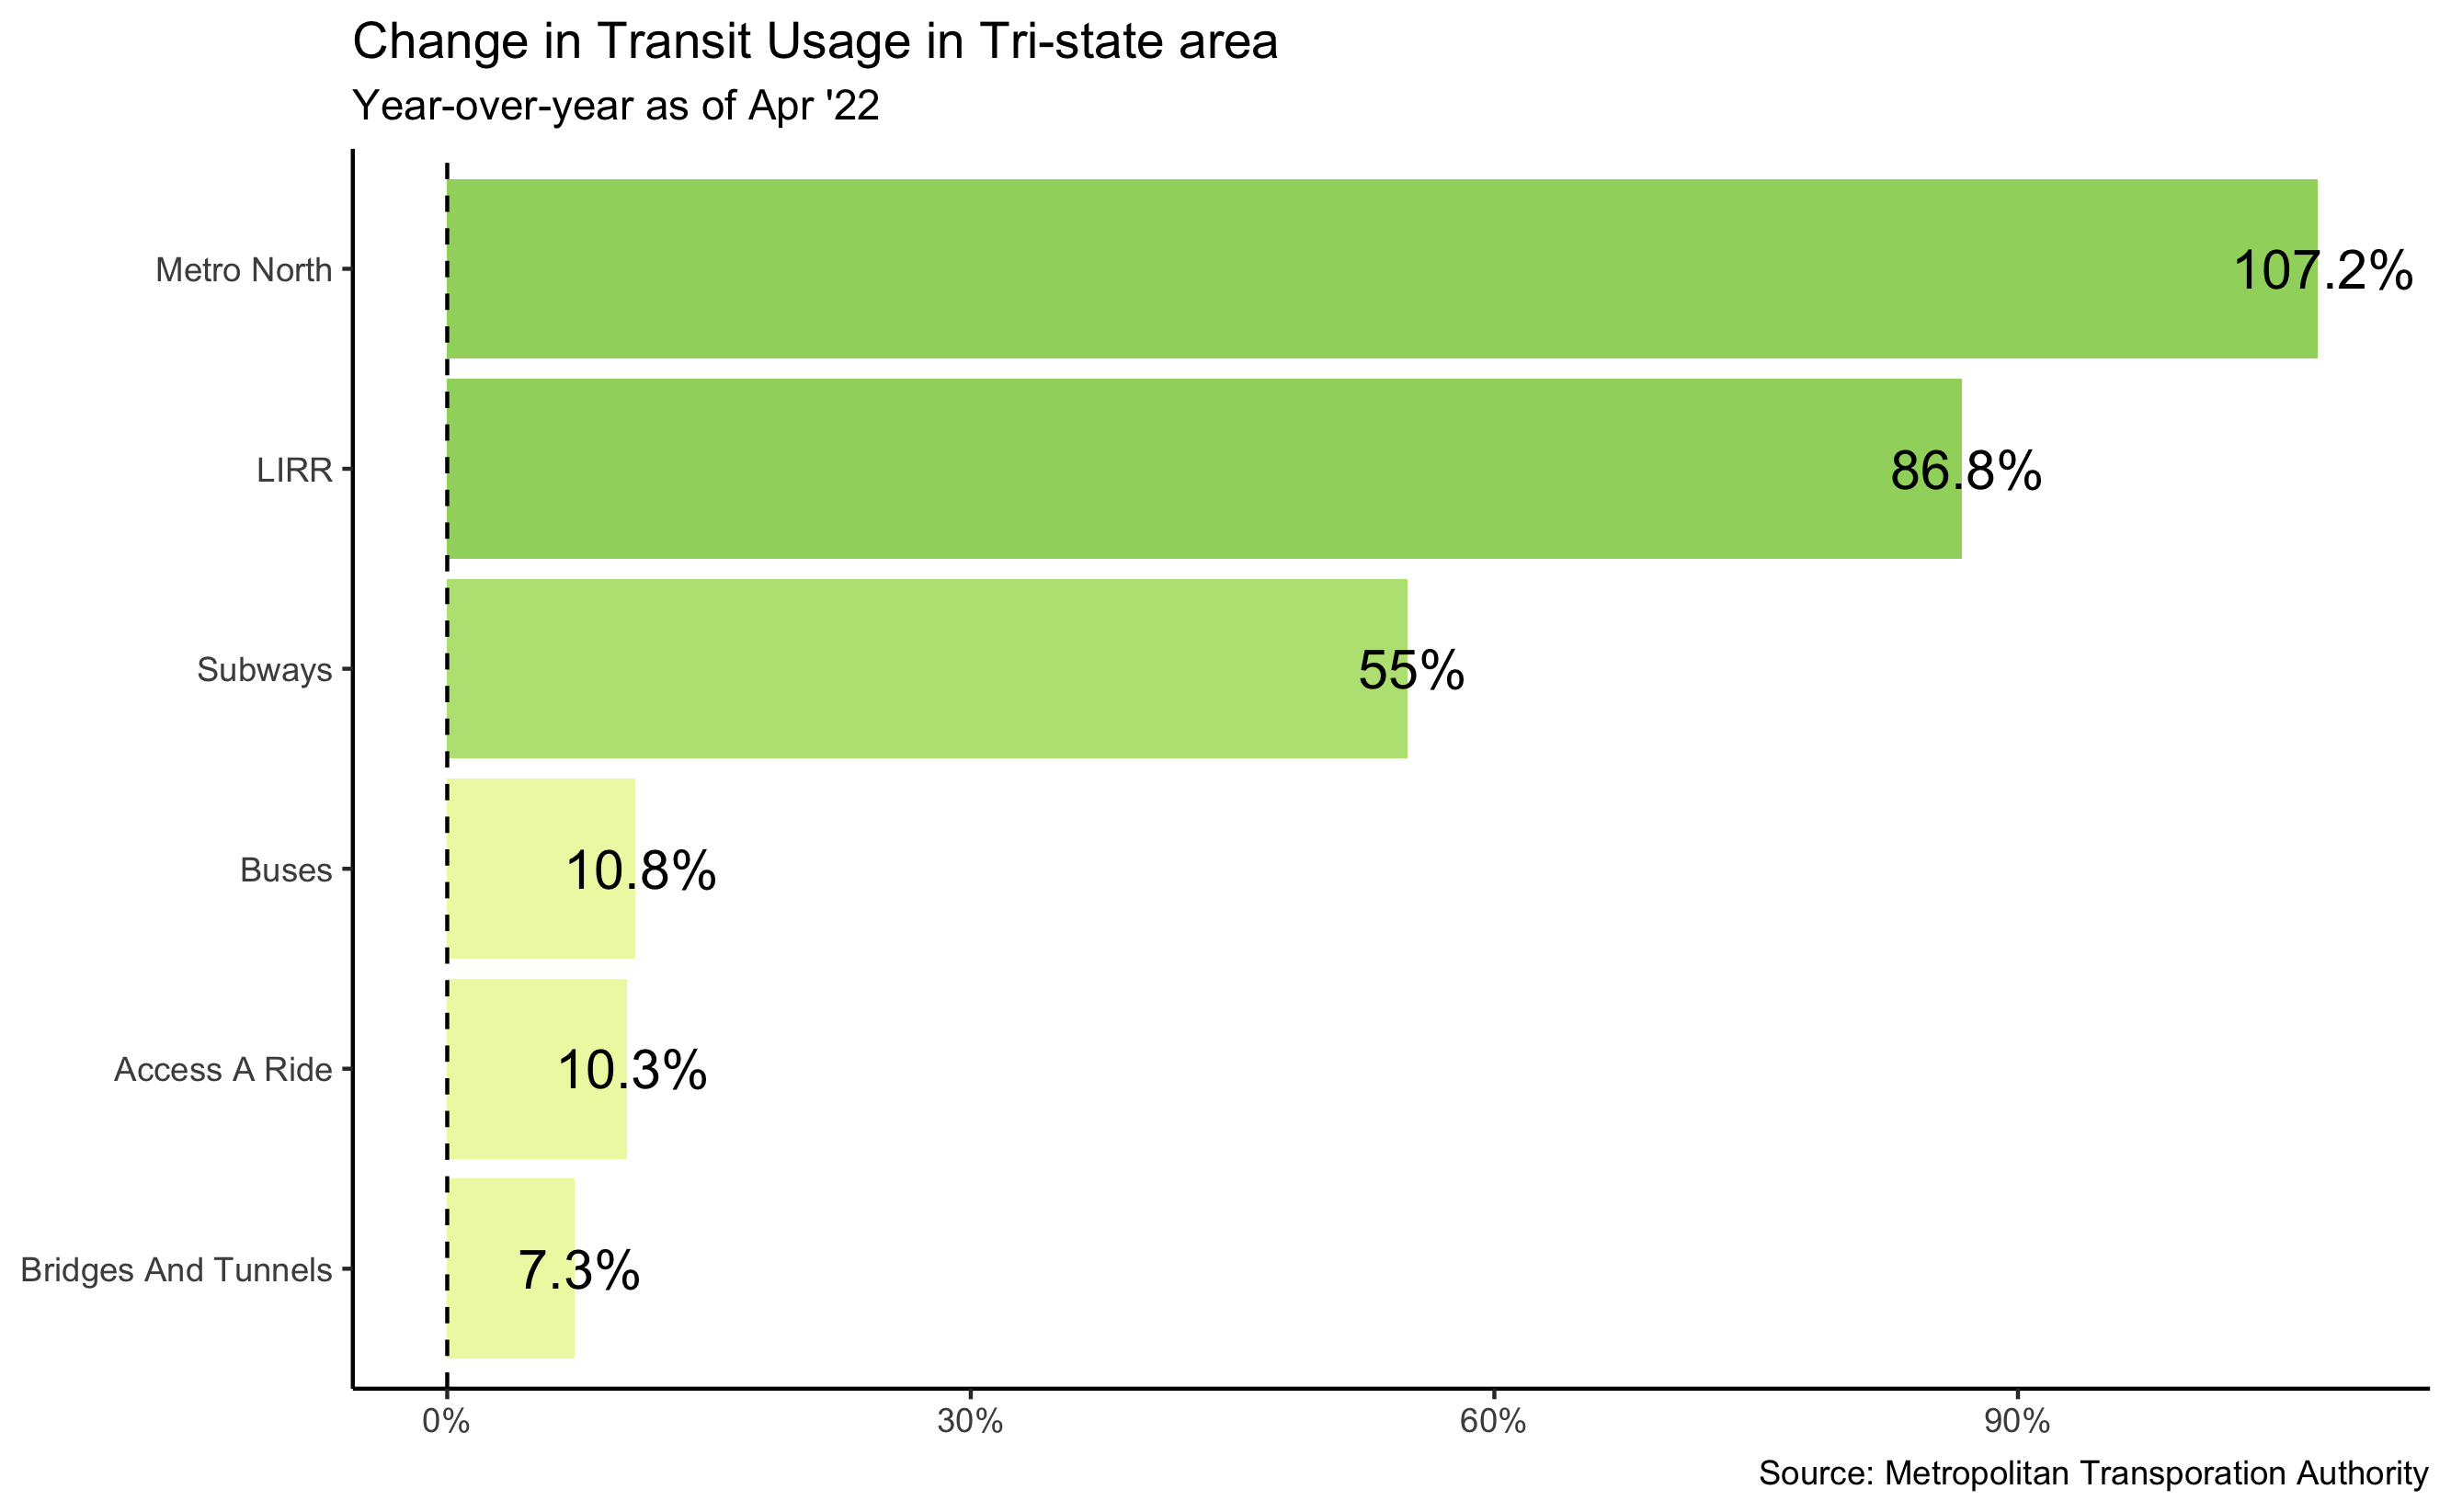 Change in Transit Usage in Tri-state area
Year-over-year as of Apr '22
Metro North
107.2%
LIRR
86.8%
Subways
55%
Buses
10.8%
Access A Ride
10.3%
Bridges And Tunnels
7.3%
0%
30%
60%
90%
Source: Metropolitan Transporation Authority